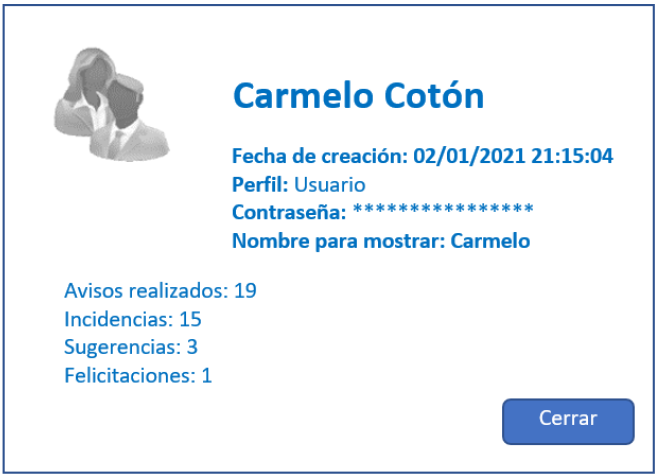 Carmelo Cotón
Fecha de creación: 02/01/2021 21:15:04
Perfil: Usuario
Contraseña: ****************
Nombre para mostrar: Carmelo
Avisos realizados: 19
Incidencias: 15
Sugerencias: 3
Felicitaciones: 1
Cerrar